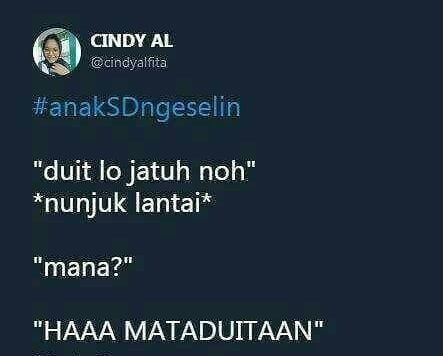 CINDY AL
@cindyalfita
#anakSDngeselin
"duit lo jatuh noh"
*nunjuk lantai*
"mana?"
"HAAA MATADUITAAN"